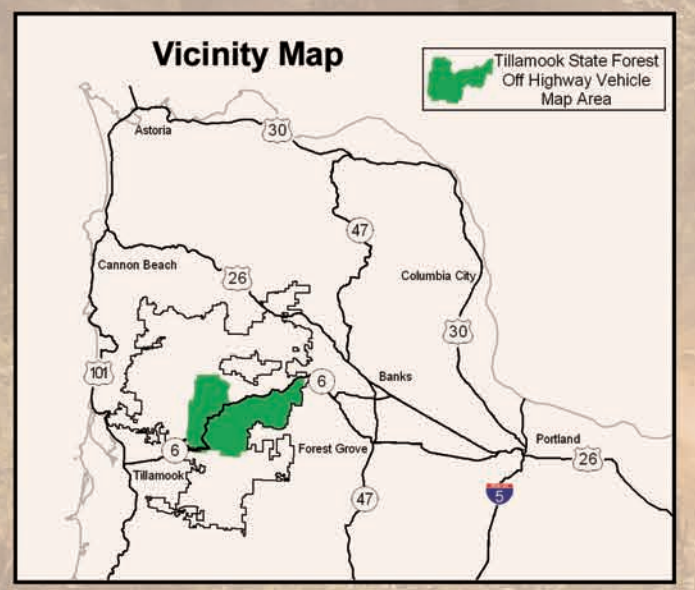 Vicinity Map
Tillamook State Forest
Off Highway Vehicle
Map Area
Astoria
30
47
Cannon Beach
26
Columbia City
30
101
6
Banks
6
Forest Grove
Tillamook
Portland
26
47
5